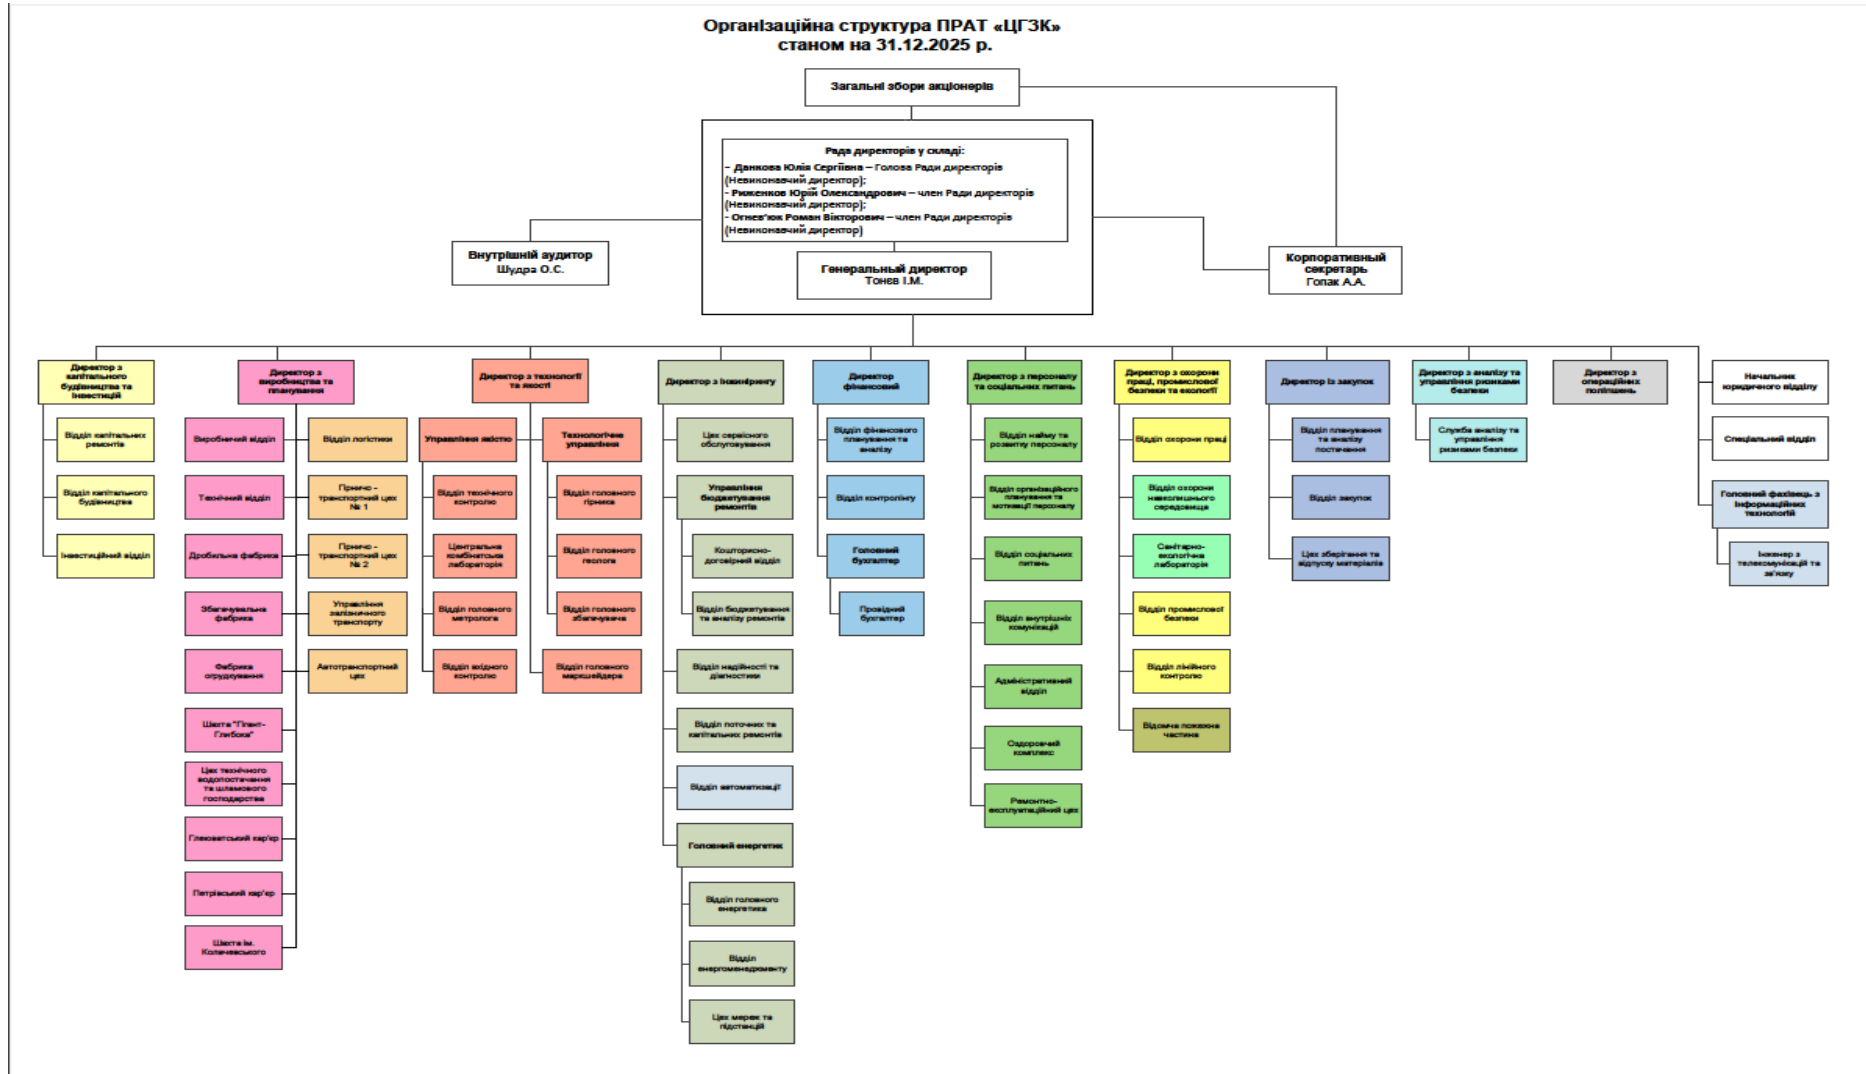 Організаційна структура ПРАТ «ЦГЗК»
станом на 31.12.2025 р.
Загальні збори акціонерів
Рада директорів у складі:
- Данкова Юлія Сергіївна – Голова Ради директорів
(Невиконавчий директор);
- Риженков Юрій Олександрович – член Ради директорів
(Невиконавчий директор);
- Огнев'юк Роман Вікторович – член Ради директорів
(Невиконавчий директор)
Внутрішній аудитор
Шудра О.С.
Генеральный директор
Тонєв І.М.
Корпоративный
секретарь
Гопак А.А.
Директор з
капітального
будівництва та
інвестицій
Відділ капітальних
ремонтів
Відділ капітального
будівництва
Інвестиційний відділ
Директор з
виробництва та
планування
Виробничий відділ
Технічний відділ
Дробильна фабрика
Збагачувальна
фабрика
Фабрика
огрудкування
Шахта "Гігант-
Глибока"
Цех технічного
водопостачання
та шламового
господарства
Глеюватський кар'єр
Петрівський кар'єр
Шахта ім.
Колачевського
Відділ логістики
Гірничо -
транспортний цех
№ 1
Гірничо -
транспортний цех
№ 2
Управління
залізничного
транспорту
Автотранспортний
цех
Директор з технології
та якості
Управління якістю
Відділ технічного
контролю
Центральна
комбінатська
лабораторія
Відділ головного
метролога
Відділ вхідного
контролю
Технологічне
управління
Відділ головного
гірника
Відділ головного
геолога
Відділ головного
збагачувача
Відділ головного
маркшейдера
Директор з інжинірингу
Цех сервісного
обслуговування
Управління
бюджетування
ремонтів
Кошторисно-
договірний відділ
Відділ бюджетування
та аналізу ремонтів
Відділ надійності та
діагностики
Відділ поточних та
капітальних ремонтів
Відділ автоматизації
Головний енергетик
Відділ головного
енергетика
Відділ
енергоменеджменту
Цех мереж та
підстанцій
Директор
фінансовий
Відділ фінансового
планування та
аналізу
Відділ контролінгу
Головний
бухгалтер
Провідний
бухгалтер
Директор з персоналу
та соціальних питань
Відділ найму та
розвитку персоналу
Відділ організаційного
планування та
мотивації персоналу
Відділ соціальних
питань
Відділ внутрішніх
комунікацій
Адміністративний
відділ
Оздоровчий
комплекс
Ремонтно-
експлуатаційний цех
Директор з охорони
праці, промислової
безпеки та екології
Відділ охорони праці
Відділ охорони
навколишнього
середовища
Санітарно-
екологічна
лабораторія
Відділ промислової
безпеки
Відділ лінійного
контролю
Відомча пожежна
частина
Директор із закупок
Відділ планування
та аналізу
постачання
Відділ закупок
Цех зберігання та
відпуску матеріалів
Директор з аналізу та
управління ризиками
безпеки
Служба аналізу та
управління
ризиками безпеки
Директор з
операційних
поліпшень
Начальник
юридичного відділу
Спеціальний відділ
Головний фахівець з
інформаційних
технологій
Інженер з
телекомунікацій та
зв'язку